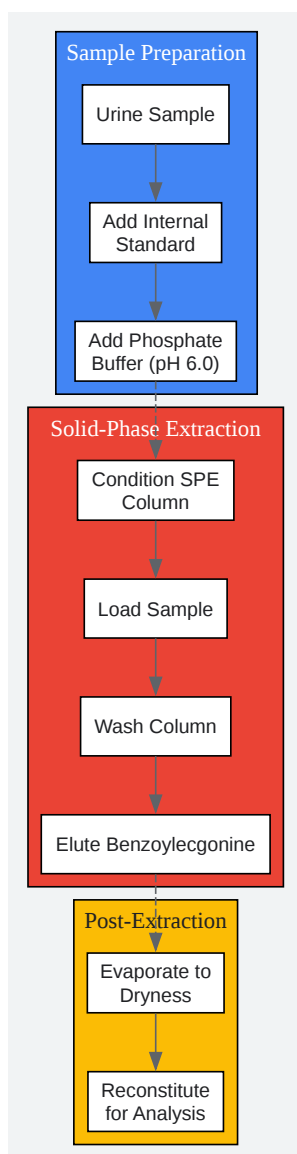 Sample Preparation
Urine Sample
Add Internal
Standard
Add Phosphate
Buffer (pH 6.0)
Solid-Phase Extraction
Condition SPE
Column
Load Sample
Wash Column
Elute Benzoylecgonine
Post-Extraction
Evaporate to
Dryness
Reconstitute
for Analysis